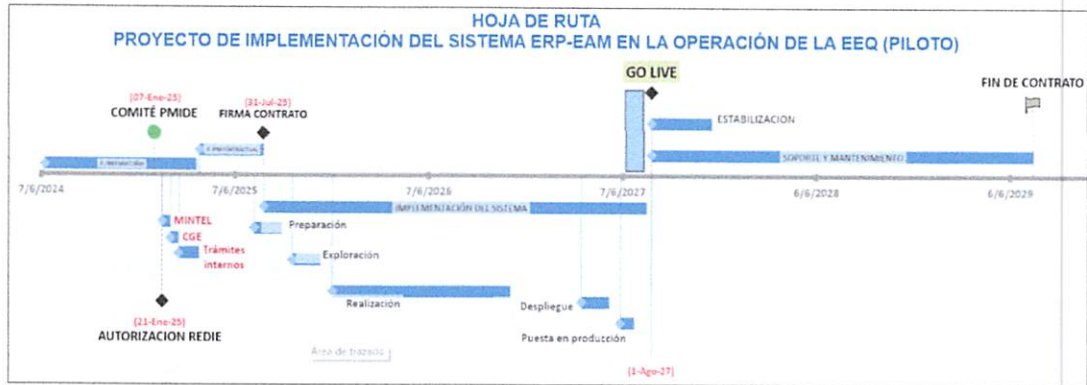 HOJA DE RUTA
PROYECTO DE IMPLEMENTACIÓN DEL SISTEMA ERP-EAM EN LA OPERACIÓN DE LA EEQ (PILOTO)
GO LIVE
FIN DE CONTRATO
(07-Ene-25)
COMITÉ PMIDE
(31-Jul-25)
FIRMA CONTRATO
ESTABILIZACION
SOPORTE Y MANTENIMIENTO
7/6/2024
7/6/2025
7/6/2026
7/6/2027
6/6/2028
6/6/2029
IMPLEMENTACIÓN DEL SISTEMA
MINTEL
Preparación
CGE
Trámites
internos
Exploración
Realización
Despliegue
(21-Ene-25)
AUTORIZACION REDIE
Puesta en producción
Área de trazado
(1-Ago-27)